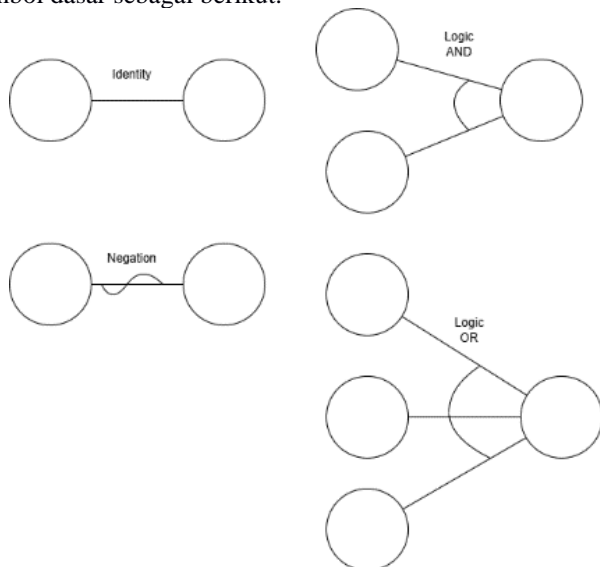 dasar sebagai berikut:
Identity
Logic
AND
Negation
Logic
OR